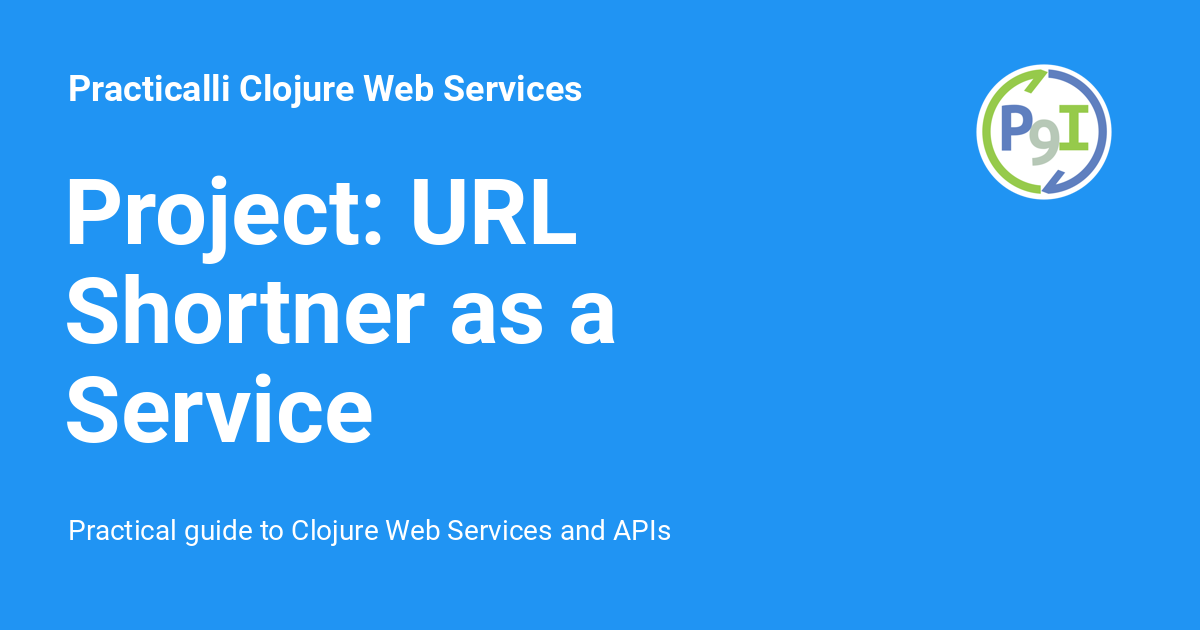 Practicalli Clojure Web Services
P9I
Project: URL
Shortner as a
Service
Practical guide to Clojure Web Services and APIs